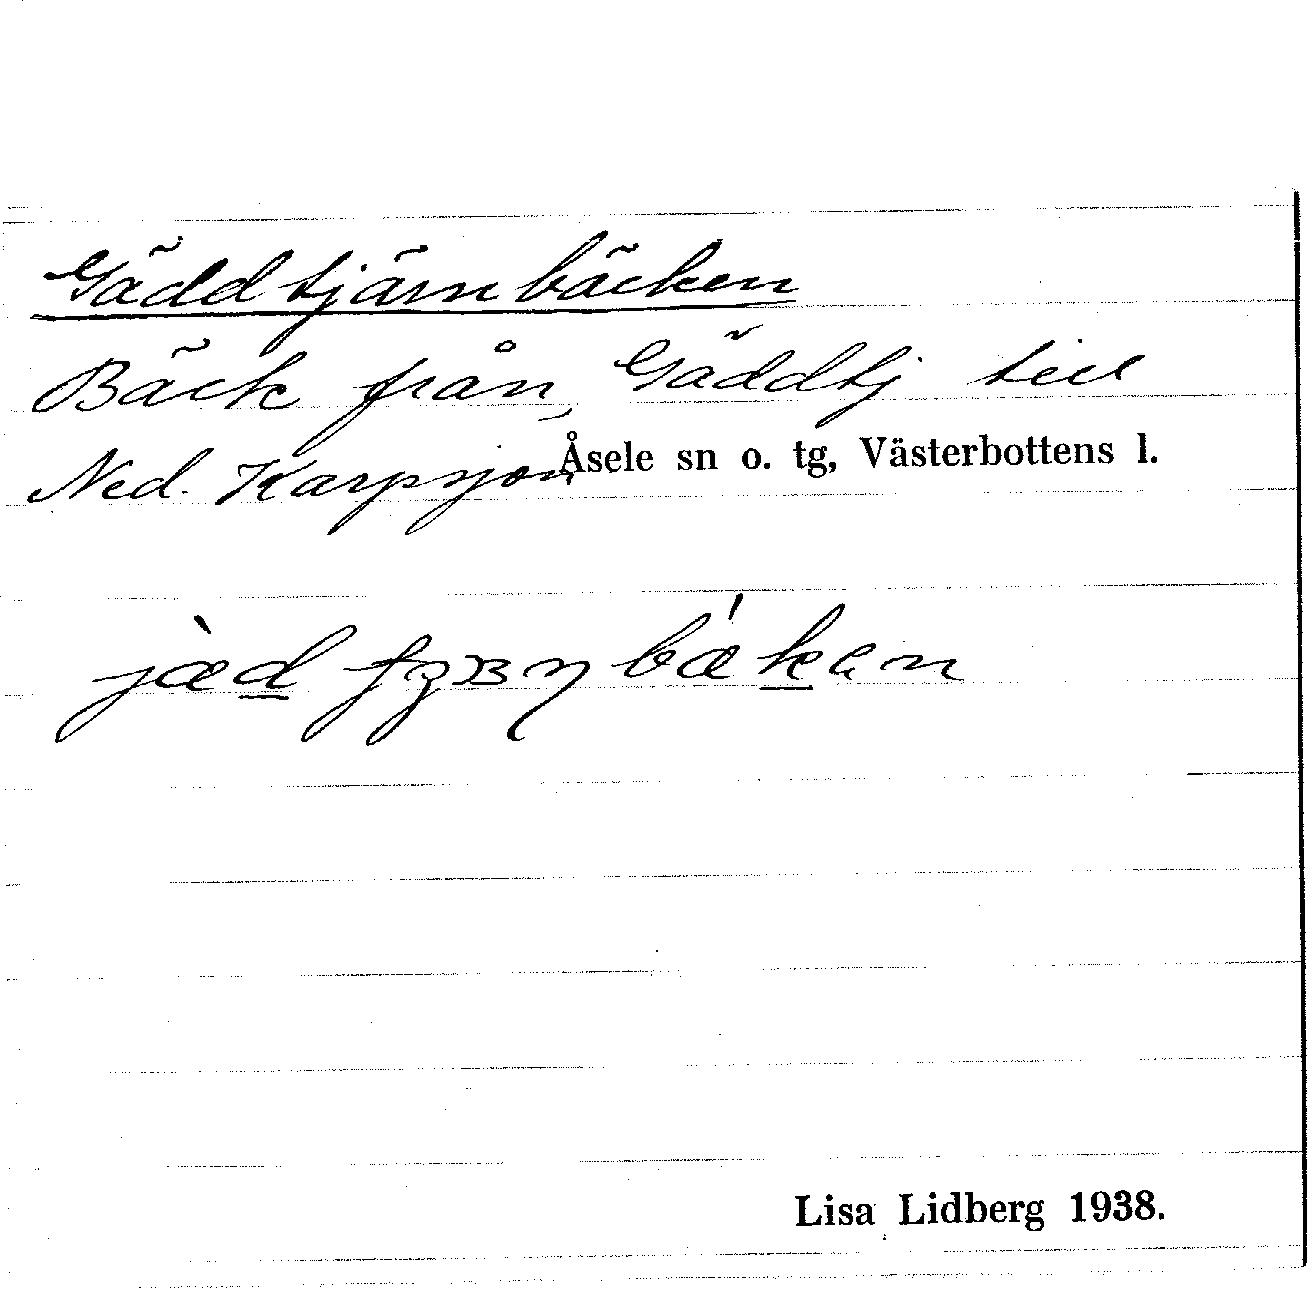 Gäddtjärnbäcken
Bäck från Gäddtj till
Ned. Karpsjön, Åsele sn o. tg, Västerbottens l.
Lisa Lidberg 1938.